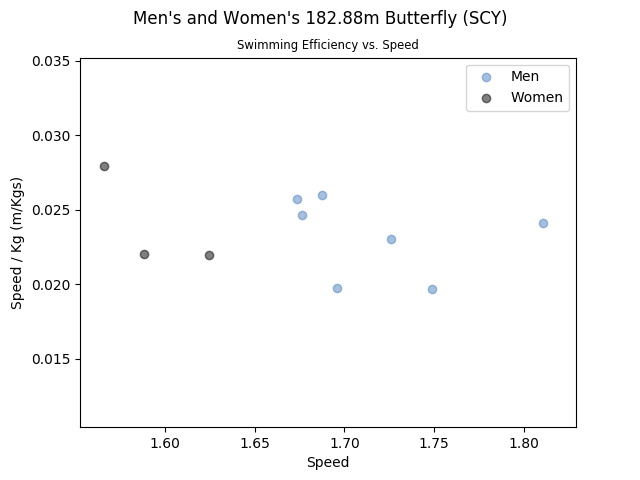 Men's and Women's 182.88m Butterfly (SCY)
Swimming Efficiency vs. Speed
Men
Women
0.035
0.030
0.025
0.020
0.015
Speed / Kg (m/Kgs)
1.60
1.65
1.70
1.75
1.80
Speed